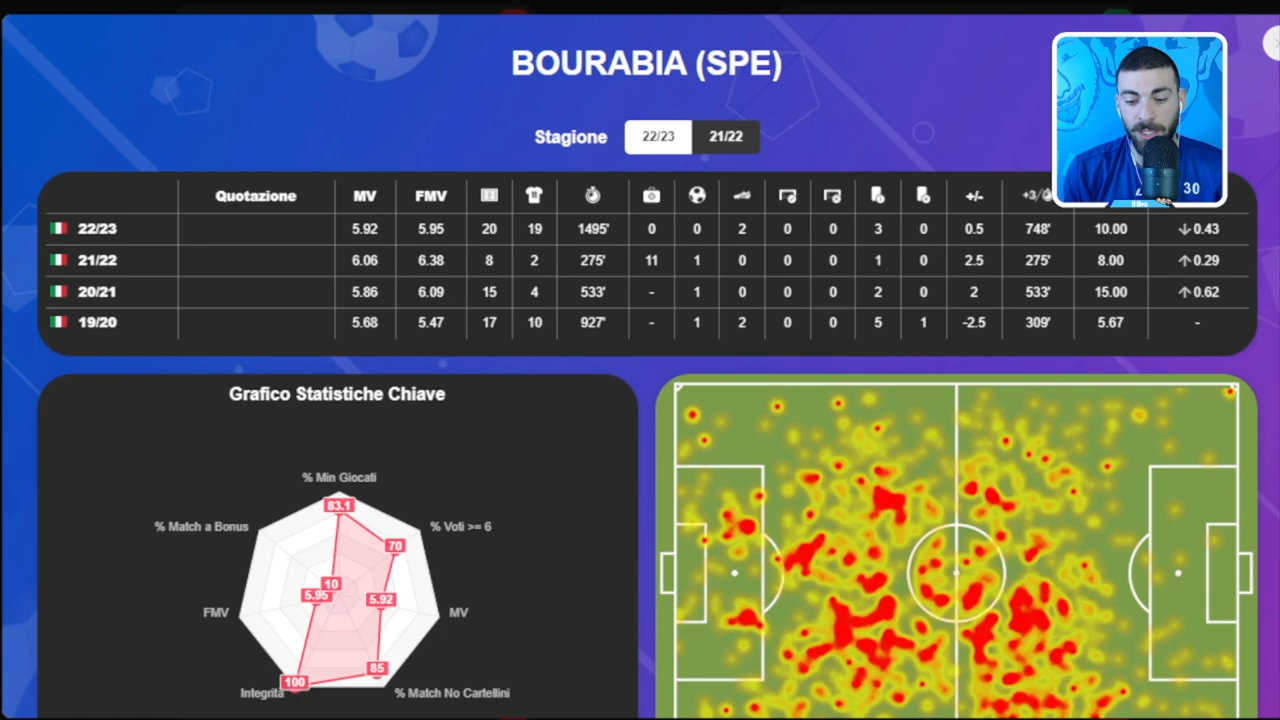 BOURABIA (SPE)
Stagione 22/23 21/22
Quotazione MV FMV +/- +3/
22/23 5.92 5.95 20 19 1495' 0 0 2 0 0 3 0 0.5 748' 10.00 ↓0.43
21/22 6.06 6.38 8 2 275' 11 1 0 0 0 1 0 2.5 275' 8.00 ↑0.29
20/21 5.86 6.09 15 4 533' - 1 0 0 0 2 0 2 533' 15.00 ↑0.62
19/20 5.68 5.47 17 10 927' - 1 2 0 0 5 1 -2.5 309' 5.67 -
30
Grafico Statistiche Chiave
% Min Giocati
83.1
% Match a Bonus
% Voti >= 6
70
10
5.95
5.92
FMV
MV
85
100
Integrità
% Match No Cartellini